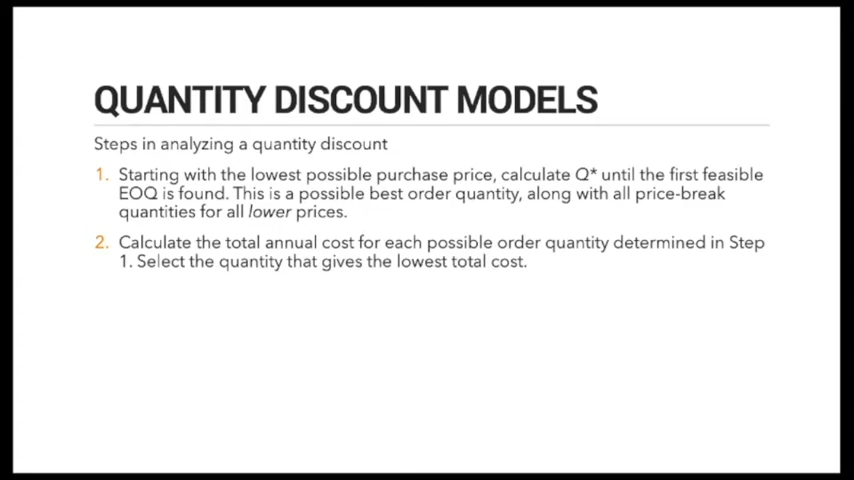 QUANTITY DISCOUNT MODELS
Steps in analyzing a quantity discount
1. Starting with the lowest possible purchase price, calculate Q* until the first feasible
EOQ is found. This is a possible best order quantity, along with all price-break
quantities for all lower prices.
2. Calculate the total annual cost for each possible order quantity determined in Step
1. Select the quantity that gives the lowest total cost.